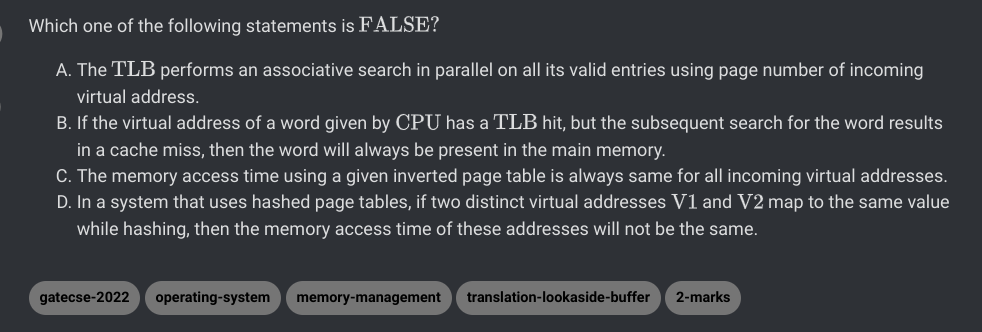 Which one of the following statements is FALSE?
A. The TLB performs an associative search in parallel on all its valid entries using page number of incoming
virtual address.
B. If the virtual address of a word given by CPU has a TLB hit, but the subsequent search for the word results
in a cache miss, then the word will always be present in the main memory.
C. The memory access time using a given inverted page table is always same for all incoming virtual addresses.
D. In a system that uses hashed page tables, if two distinct virtual addresses V1 and V2 map to the same value
while hashing, then the memory access time of these addresses will not be the same.
gatecse-2022 operating-system memory-management translation-lookaside-buffer 2-marks